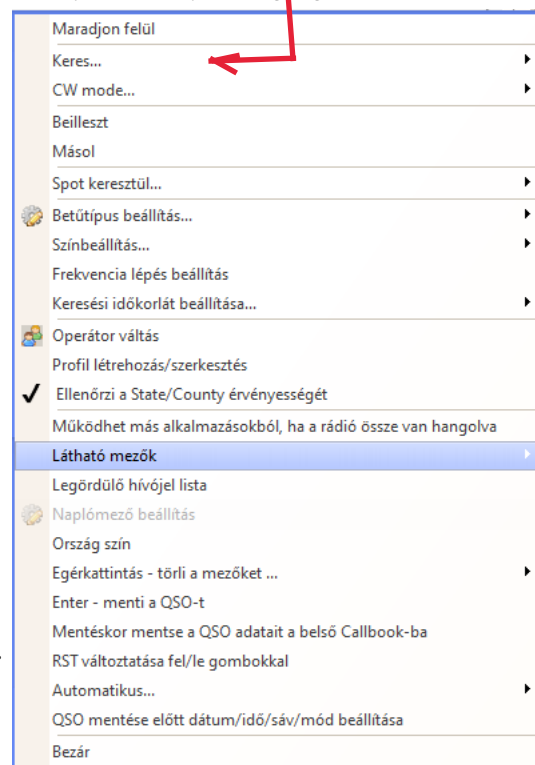 Maradjon felül
Keres...
CW mode...
Beilleszt
Másol
Spot keresztül...
Betűtípus beállítás...
Színbeállítás...
Frekvencia lépés beállítás
Keresési időkorlát beállítása...
Operátor váltás
Profil létrehozás/szerkesztés
Ellenőrzi a State/County érvényességét
Működhet más alkalmazásokból, ha a rádió össze van hangolva
Látható mezők
Legördülő hívójel lista
Naplómező beállítás
Ország szín
Egérkattintás - törli a mezőket ...
Enter - menti a QSO-t
Mentéskor mentse a QSO adatait a belső Callbook-ba
RST változtatása fel/le gombokkal
Automatikus...
QSO mentése előtt dátum/idő/sáv/mód beállítása
Bezár